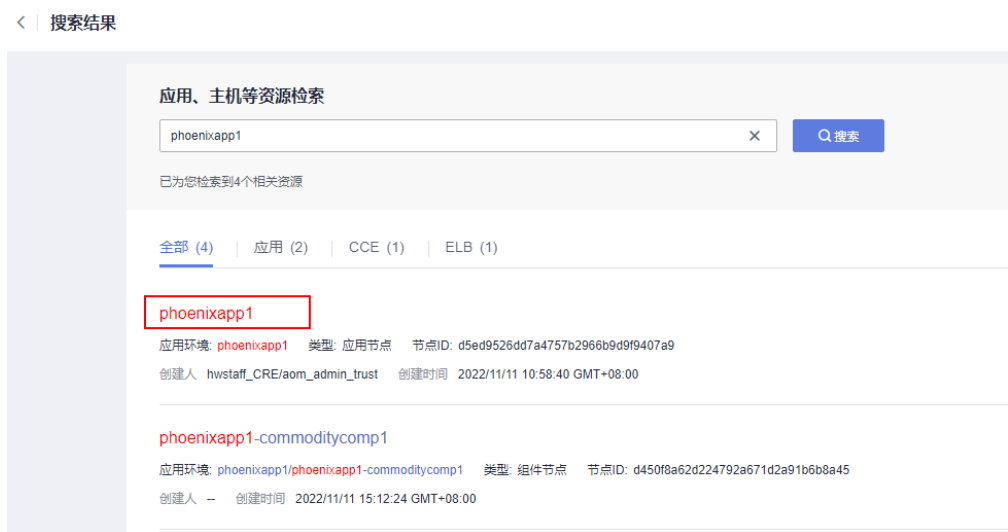 搜索结果
应用、主机等资源检索
phoenixapp1
搜索
已为您检索到4个相关资源
全部 (4) 应用 (2) CCE (1) ELB (1)
phoenixapp1
应用环境: phoenixapp1 类型: 应用节点 节点ID: d5ed9526dd7a4757b2966b9d9f9407a9
创建人 hwstaff_CRE/aom_admin_trust 创建时间 2022/11/11 10:58:40 GMT+08:00
phoenixapp1-commoditycomp1
应用环境: phoenixapp1/phoenixapp1-commoditycomp1 类型: 组件节点 节点ID: d450f8a62d224792a671d2a91b6b8a45
创建人 -- 创建时间 2022/11/11 15:12:24 GMT+08:00